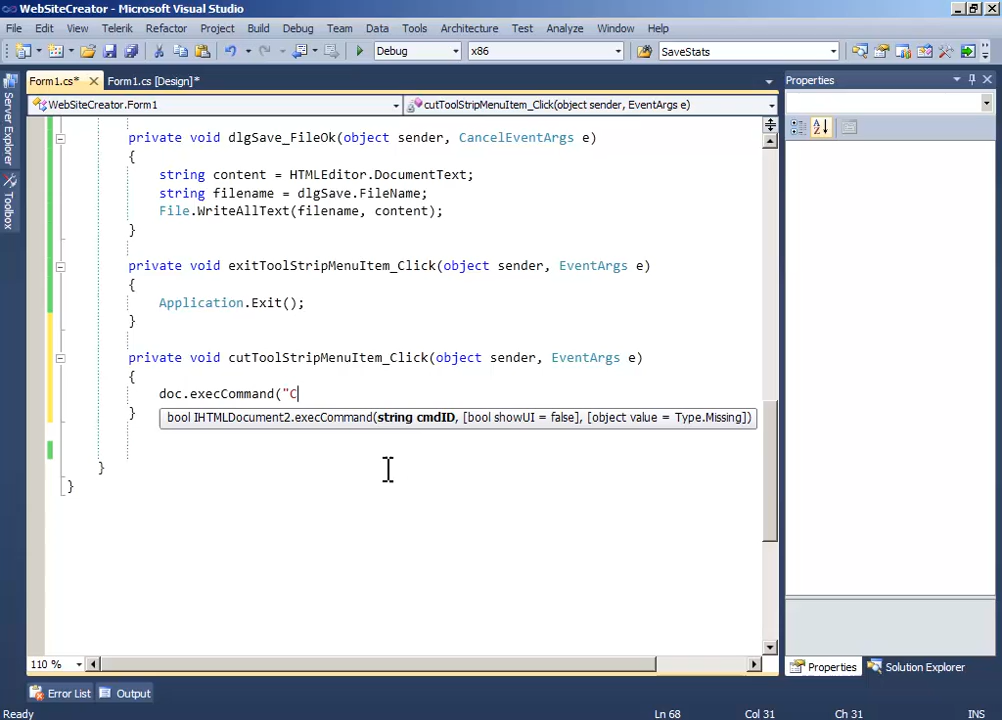 WebSiteCreator - Microsoft Visual Studio
File Edit View Telerik Refactor Project Build Debug Team Data Tools Architecture Test Analyze Window Help
Debug x86 SaveStats
Form1.cs* Form1.cs [Design]* Properties
WebSiteCreator.Form1 cutToolStripMenuItem_Click(object sender, EventArgs e)
Server Explorer
Toolbox
private void dlgSave_FileOk(object sender, CancelEventArgs e)
{
string content = HTMLEditor.DocumentText;
string filename = dlgSave.FileName;
File.WriteAllText(filename, content);
}
private void exitToolStripMenuItem_Click(object sender, EventArgs e)
{
Application.Exit();
}
private void cutToolStripMenuItem_Click(object sender, EventArgs e)
{
doc.execCommand("C
}
bool IHTMLDocument2.execCommand(string cmdID, [bool showUI = false], [object value = Type.Missing])
}
}
110 %
Properties Solution Explorer
Error List Output
Ready Ln 68 Col 31 Ch 31 INS